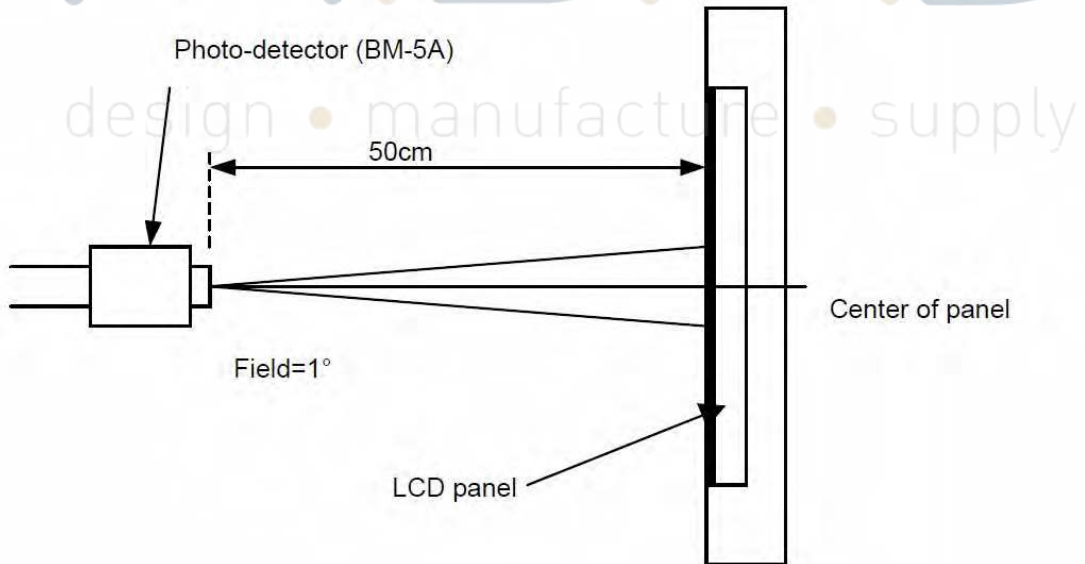 Photo-detector (BM-5A)
design • manufacture • supply
50cm
Center of panel
Field=1°
LCD panel